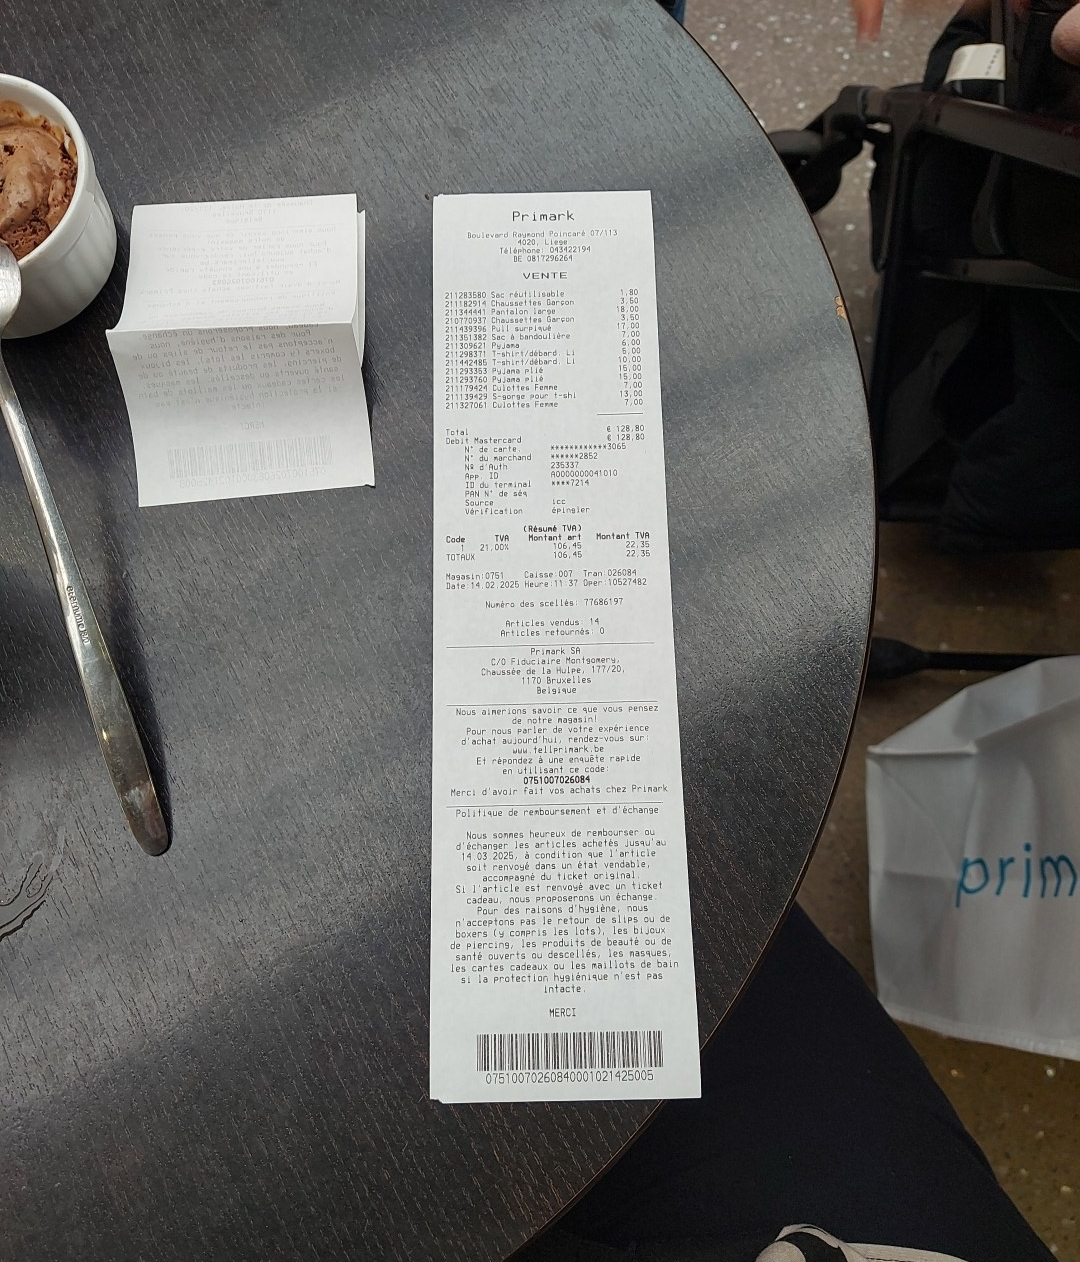 Primark
Boulevard Raymond Poincaré 07/113
4020, Liege
Téléphone: 043422194
BE 0817296264
VENTE
211283580 Sac réutilisable 1,80
211182914 Chaussettes Garçon 3,50
211344441 Pantalon large 18,00
210770937 Chaussettes Garçon 3,50
211439396 Pull surpiqué 17,00
211351382 Sac à bandoulière 7,00
211309621 Pyjama 6,00
211298371 T-shirt/débard. Li 5,00
211442485 T-shirt/débard. Li 10,00
211293353 Pyjama plié 15,00
211293760 Pyjama plié 15,00
211179424 Culottes Femme 7,00
211139429 S-gorge pour t-shi 13,00
211327061 Culottes Femme 7,00
Total € 128,80
Debit Mastercard € 128,80
N° de carte. ************3065
N° du marchand ******2852
Nº d'Auth 235337
App. ID A0000000041010
ID du terminal ****7214
PAN N° de séq
Source icc
Vérification épingler
(Résumé TVA)
Code TVA Montant art Montant TVA
1 21,00% 106,45 22,35
TOTAUX 106,45 22,35
Magasin:0751 Caisse:007 Tran:026084
Date:14.02.2025 Heure:11:37 Oper:10527482
Numéro des scellés: 77686197
Articles vendus: 14
Articles retournés: 0
Primark SA
C/O Fiduciaire Montgomery,
Chaussée de la Hulpe, 177/20,
1170 Bruxelles
Belgique
Nous aimerions savoir ce que vous pensez
de notre magasin!
Pour nous parler de votre expérience
d'achat aujourd'hui, rendez-vous sur:
www.tellprimark.be
Et répondez à une enquête rapide
en utilisant ce code:
0751007026084
Merci d'avoir fait vos achats chez Primark
Politique de remboursement et d'échange
Nous sommes heureux de rembourser ou
d'échanger les articles achetés jusqu'au
14.03.2025, à condition que l'article
soit renvoyé dans un état vendable,
accompagné du ticket original.
Si l'article est renvoyé avec un ticket
cadeau, nous proposerons un échange.
Pour des raisons d'hygiène, nous
n'acceptons pas le retour de slips ou de
boxers (y compris les lots), les bijoux
de piercing, les produits de beauté ou de
santé ouverts ou descellés, les masques,
les cartes cadeaux ou les maillots de bain
si la protection hygiénique n'est pas
intacte.
MERCI
07510070260840001021425005
prim